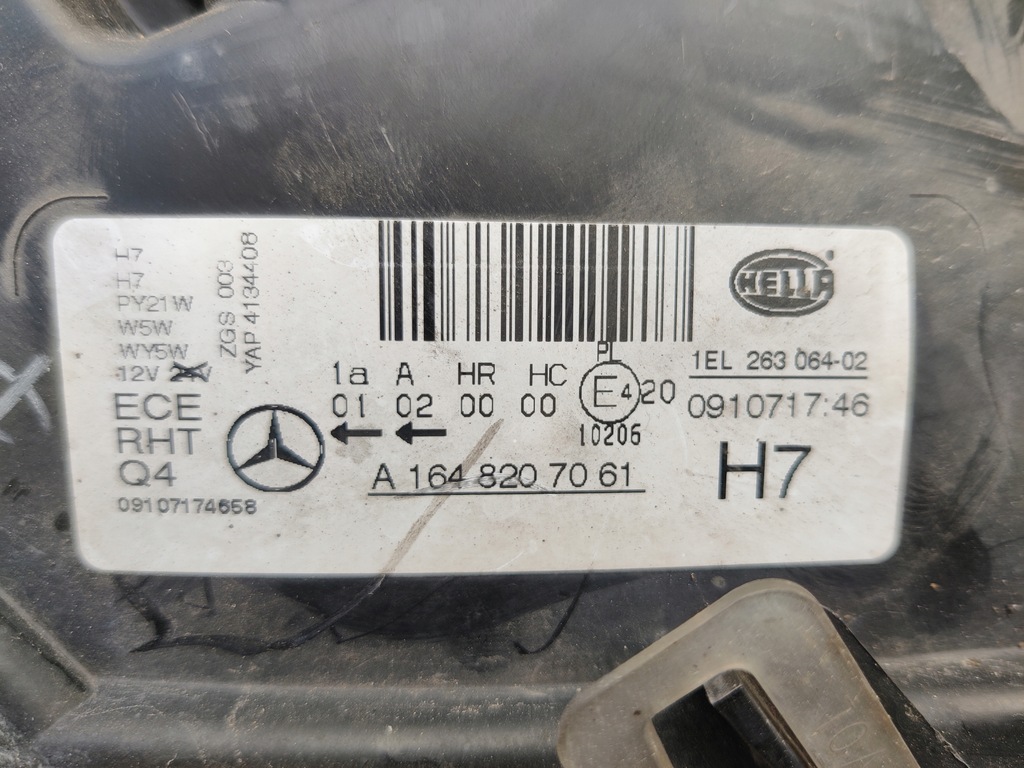 H7
H7
PY21W
W5W
WY5W
12V 24V
ZGS 003
YAP 4134408
ECE
RHT
Q4
09107174658
1a A HR HC PL
01 02 00 00 E4 20
10206
A 164 820 70 61
HELLA
1EL 263 064-02
0910717:46
H7